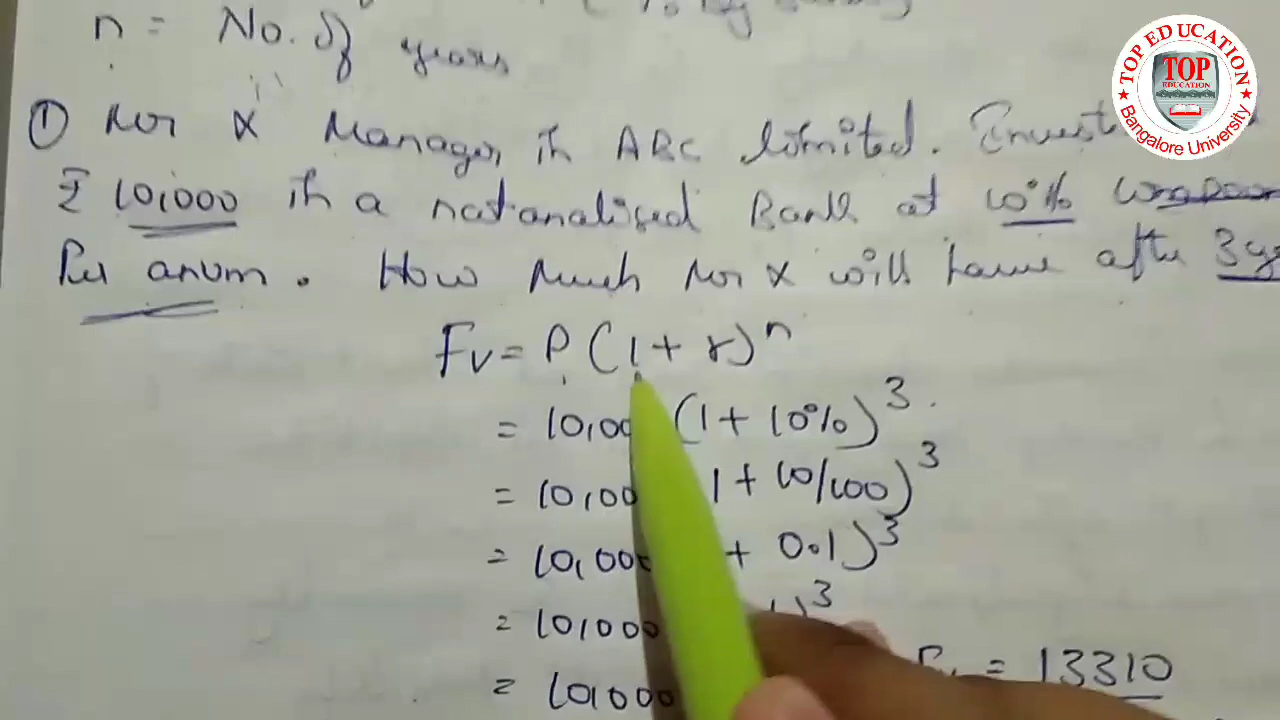 n = No. of years
① Mr X Manager in ABC limited. Invest
₹ 10,000 in a nationalised Bank at 10%
Per anum. How Much Mr X will have after 3 y
Fv = P (1 + r)ⁿ
= 10,00 (1 + 10%)³
= 10,00 1 + 10/100)³
= 10,000 + 0.1)³
= 10,000 )³
= 10,000
= 13310
TOP EDUCATION
TOP
EDUCATION
Bangalore University